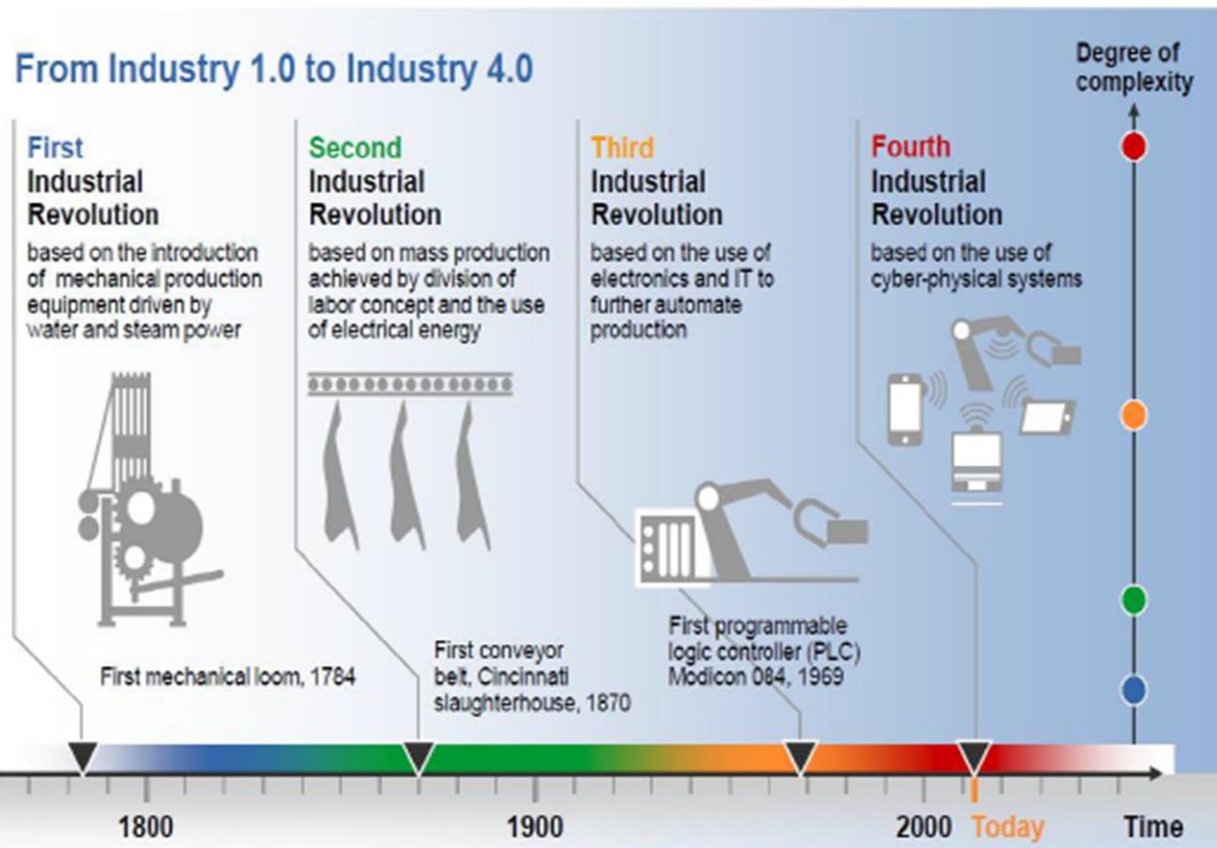 From Industry 1.0 to Industry 4.0
Degree of
complexity
First
Industrial
Revolution
based on the introduction
of mechanical production
equipment driven by
water and steam power
Second
Industrial
Revolution
based on mass production
achieved by division of
labor concept and the use
of electrical energy
Third
Industrial
Revolution
based on the use of
electronics and IT to
further automate
production
Fourth
Industrial
Revolution
based on the use of
cyber-physical systems
First mechanical loom, 1784
First conveyor
belt, Cincinnati
slaughterhouse, 1870
First programmable
logic controller (PLC)
Modicon 084, 1969
1800
1900
2000
Today
Time